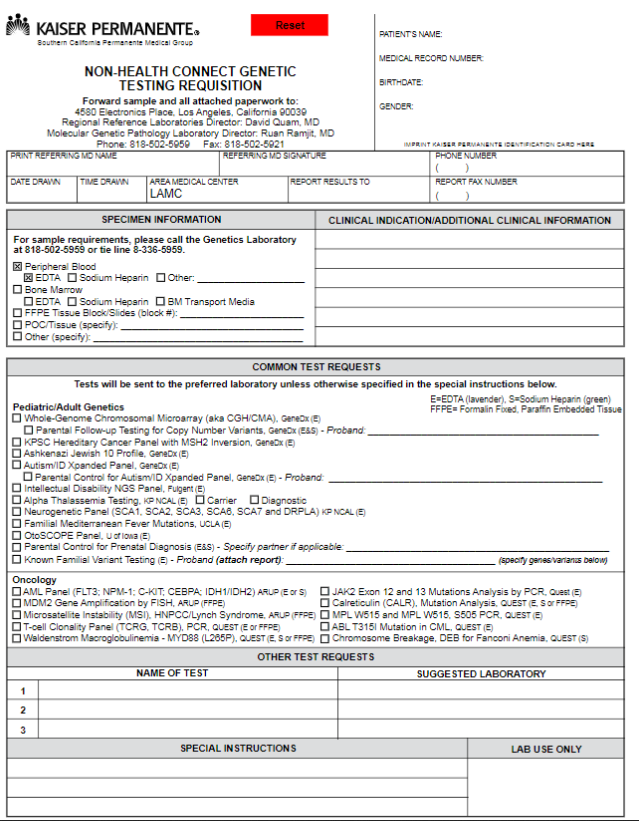 KAISER PERMANENTE®
Southern California Permanente Medical Group
Reset
NON-HEALTH CONNECT GENETIC
TESTING REQUISITION
Forward sample and all attached paperwork to:
4580 Electronics Place, Los Angeles, California 90039
Regional Reference Laboratories Director: David Quam, MD
Molecular Genetic Pathology Laboratory Director: Ruan Ramjit, MD
Phone: 818-502-5959 Fax: 818-502-5921
PATIENT'S NAME:
MEDICAL RECORD NUMBER:
BIRTHDATE:
GENDER:
IMPRINT KAISER PERMANENTE IDENTIFICATION CARD HERE
PRINT REFERRING MD NAME
REFERRING MD SIGNATURE
PHONE NUMBER
( )
DATE DRAWN
TIME DRAWN
AREA MEDICAL CENTER
LAMC
REPORT RESULTS TO
REPORT FAX NUMBER
( )
SPECIMEN INFORMATION
For sample requirements, please call the Genetics Laboratory
at 818-502-5959 or tie line 8-336-5959.
☒ Peripheral Blood
☒ EDTA ☐ Sodium Heparin ☐ Other:
☐ Bone Marrow
☐ EDTA ☐ Sodium Heparin ☐ BM Transport Media
☐ FFPE Tissue Block/Slides (block #):
☐ POC/Tissue (specify):
☐ Other (specify):
CLINICAL INDICATION/ADDITIONAL CLINICAL INFORMATION
COMMON TEST REQUESTS
Tests will be sent to the preferred laboratory unless otherwise specified in the special instructions below.
E=EDTA (lavender), S=Sodium Heparin (green)
FFPE= Formalin Fixed, Paraffin Embedded Tissue
Pediatric/Adult Genetics
☐ Whole-Genome Chromosomal Microarray (aka CGH/CMA), GeneDx (E)
☐ Parental Follow-up Testing for Copy Number Variants, GeneDx (E&S) - Proband:
☐ KPSC Hereditary Cancer Panel with MSH2 Inversion, GeneDx (E)
☐ Ashkenazi Jewish 10 Profile, GeneDx (E)
☐ Autism/ID Xpanded Panel, GeneDx (E)
☐ Parental Control for Autism/ID Xpanded Panel, GeneDx (E) - Proband:
☐ Intellectual Disability NGS Panel, Fulgent (E)
☐ Alpha Thalassemia Testing, KP NCAL (E) ☐ Carrier ☐ Diagnostic
☐ Neurogenetic Panel (SCA1, SCA2, SCA3, SCA6, SCA7 and DRPLA) KP NCAL (E)
☐ Familial Mediterranean Fever Mutations, UCLA (E)
☐ OtoSCOPE Panel, U of Iowa (E)
☐ Parental Control for Prenatal Diagnosis (E&S) - Specify partner if applicable:
☐ Known Familial Variant Testing (E) - Proband (attach report): (specify genes/variants below)
Oncology
☐ AML Panel (FLT3; NPM-1; C-KIT; CEBPA; IDH1/IDH2) ARUP (E or S)
☐ MDM2 Gene Amplification by FISH, ARUP (FFPE)
☐ Microsatellite Instability (MSI), HNPCC/Lynch Syndrome, ARUP (FFPE)
☐ T-cell Clonality Panel (TCRG, TCRB), PCR, QUEST (E or FFPE)
☐ Waldenstrom Macroglobulinemia - MYD88 (L265P), QUEST (E, S or FFPE)
☐ JAK2 Exon 12 and 13 Mutations Analysis by PCR, Quest (E)
☐ Calreticulin (CALR), Mutation Analysis, QUEST (E, S or FFPE)
☐ MPL W515 and MPL W515, S505 PCR, QUEST (E)
☐ ABL T315I Mutation in CML, QUEST (E)
☐ Chromosome Breakage, DEB for Fanconi Anemia, QUEST (S)
OTHER TEST REQUESTS
NAME OF TEST
SUGGESTED LABORATORY
1
2
3
SPECIAL INSTRUCTIONS
LAB USE ONLY